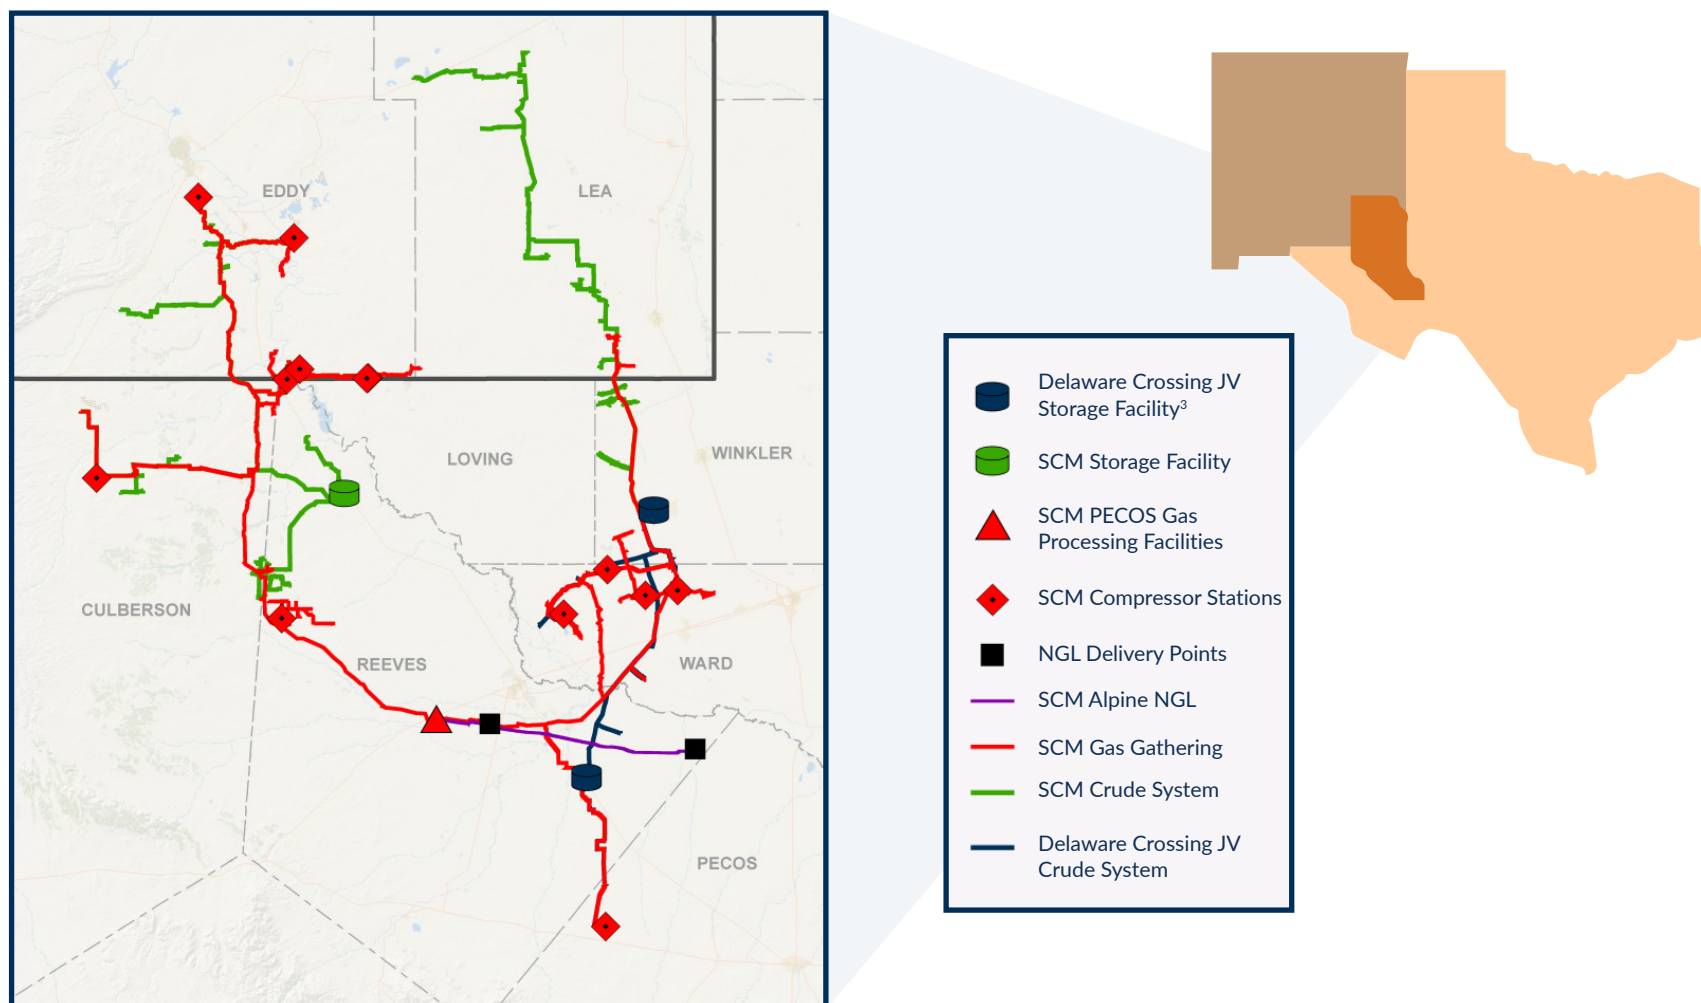 EDDY
LEA
LOVING
WINKLER
CULBERSON
REEVES
WARD
PECOS
Delaware Crossing JV
Storage Facility³
SCM Storage Facility
SCM PECOS Gas
Processing Facilities
SCM Compressor Stations
NGL Delivery Points
SCM Alpine NGL
SCM Gas Gathering
SCM Crude System
Delaware Crossing JV
Crude System